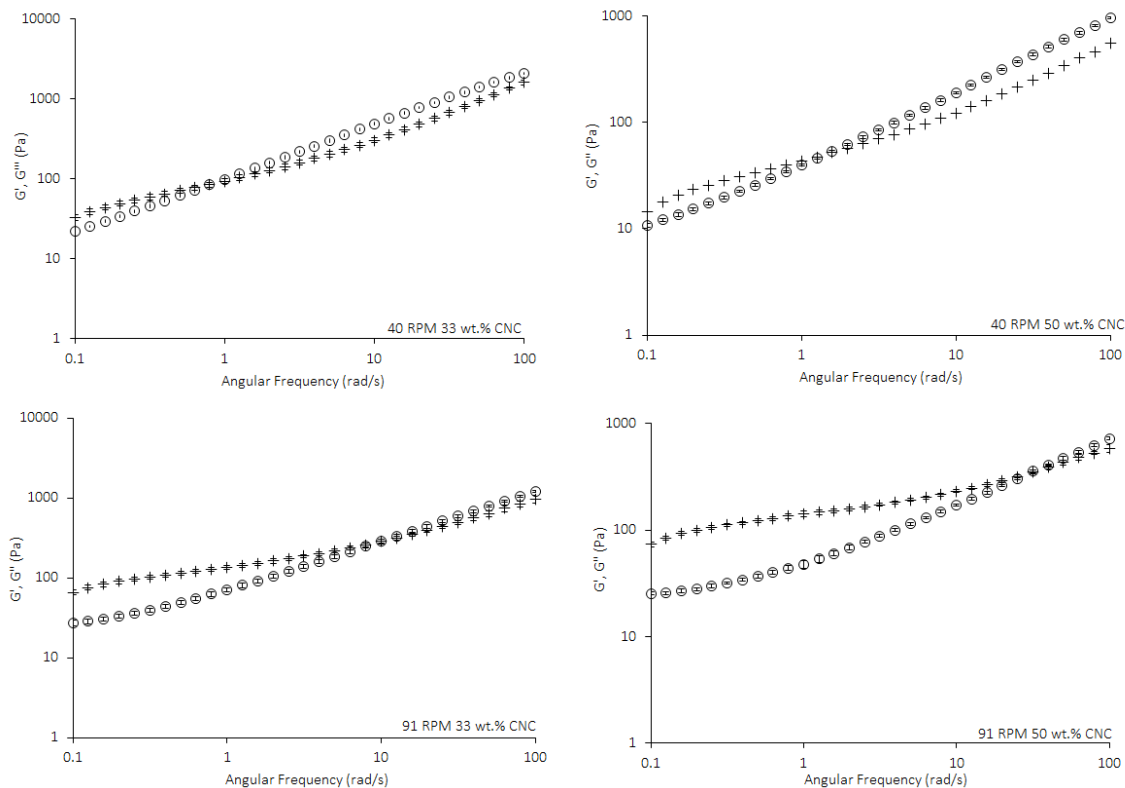 10000
1000
100
10
1
G', G''' (Pa)
0.1 1 10 100
Angular Frequency (rad/s)
40 RPM 33 wt.% CNC
1000
100
10
1
G', G'' (Pa)
0.1 1 10 100
Angular Frequency (rad/s)
40 RPM 50 wt.% CNC
10000
1000
100
10
1
G', G'' (Pa)
0.1 1 10 100
Angular Frequency (rad/s)
91 RPM 33 wt.% CNC
1000
100
10
1
G', G'' (Pa)
0.1 1 10 100
Angular Frequency (rad/s)
91 RPM 50 wt.% CNC